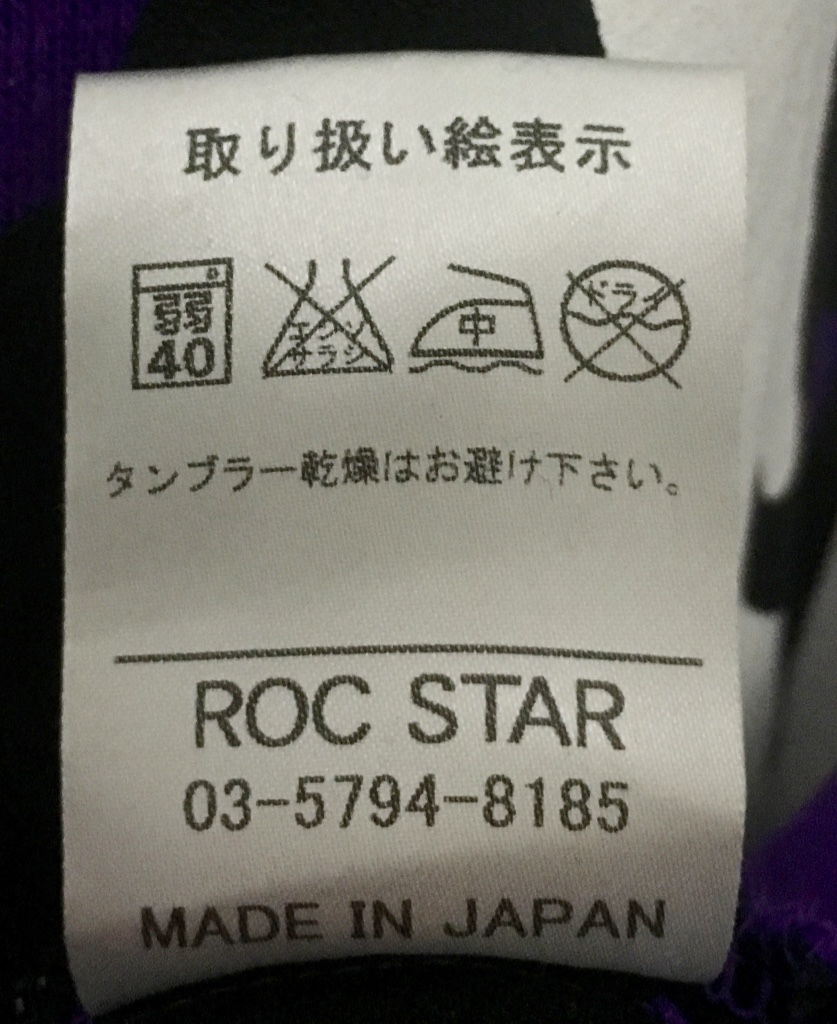 取り扱い絵表示
弱 中 ドライ
40 エンソ
サラシ
タンブラー乾燥はお避け下さい。
ROC STAR
03-5794-8185
MADE IN JAPAN